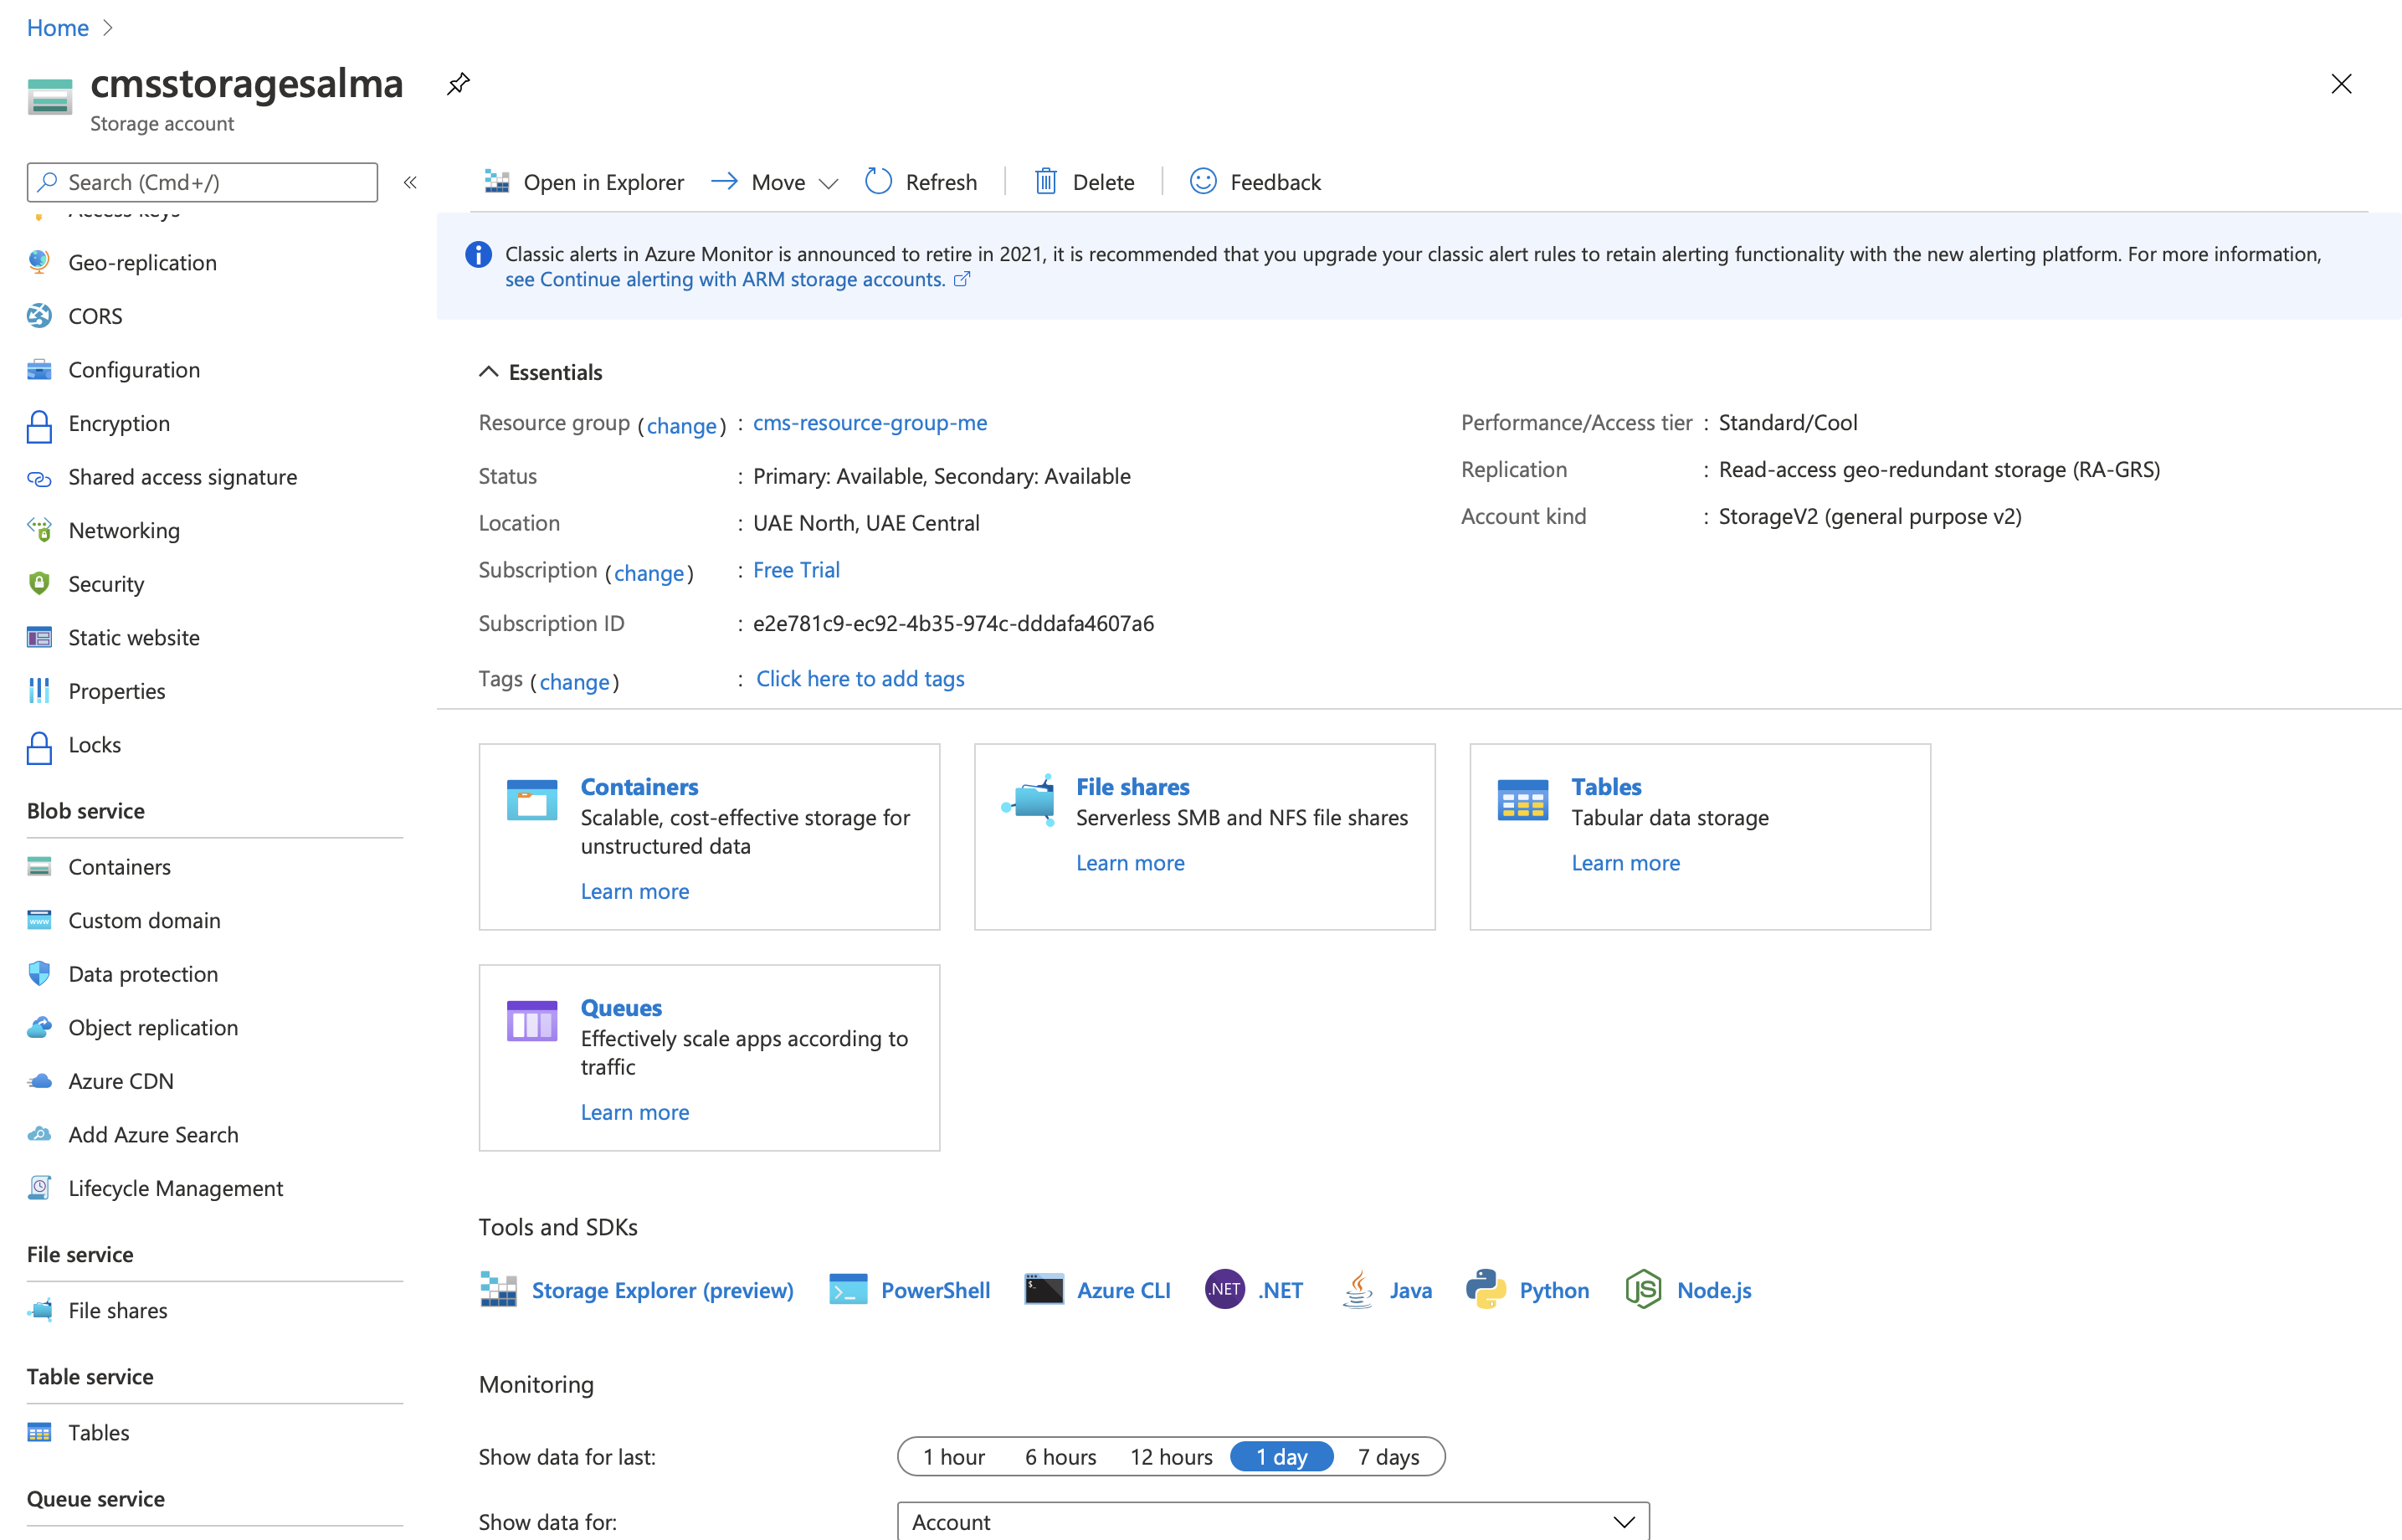 Home
cmsstoragesalma
Storage account
Search (Cmd+/)
Open in Explorer
Move
Refresh
Delete
Feedback
Access keys
Geo-replication
CORS
Configuration
Encryption
Shared access signature
Networking
Security
Static website
Properties
Locks
Blob service
Containers
Custom domain
Data protection
Object replication
Azure CDN
Add Azure Search
Lifecycle Management
File service
File shares
Table service
Tables
Queue service
Classic alerts in Azure Monitor is announced to retire in 2021, it is recommended that you upgrade your classic alert rules to retain alerting functionality with the new alerting platform. For more information,
see Continue alerting with ARM storage accounts.
Essentials
Resource group (change) : cms-resource-group-me
Status : Primary: Available, Secondary: Available
Location : UAE North, UAE Central
Subscription (change) : Free Trial
Subscription ID : e2e781c9-ec92-4b35-974c-dddafa4607a6
Tags (change) : Click here to add tags
Performance/Access tier : Standard/Cool
Replication : Read-access geo-redundant storage (RA-GRS)
Account kind : StorageV2 (general purpose v2)
Containers
Scalable, cost-effective storage for
unstructured data
Learn more
File shares
Serverless SMB and NFS file shares
Learn more
Tables
Tabular data storage
Learn more
Queues
Effectively scale apps according to
traffic
Learn more
Tools and SDKs
Storage Explorer (preview)
PowerShell
Azure CLI
.NET .NET
Java
Python
JS Node.js
Monitoring
Show data for last: 1 hour 6 hours 12 hours 1 day 7 days
Show data for: Account